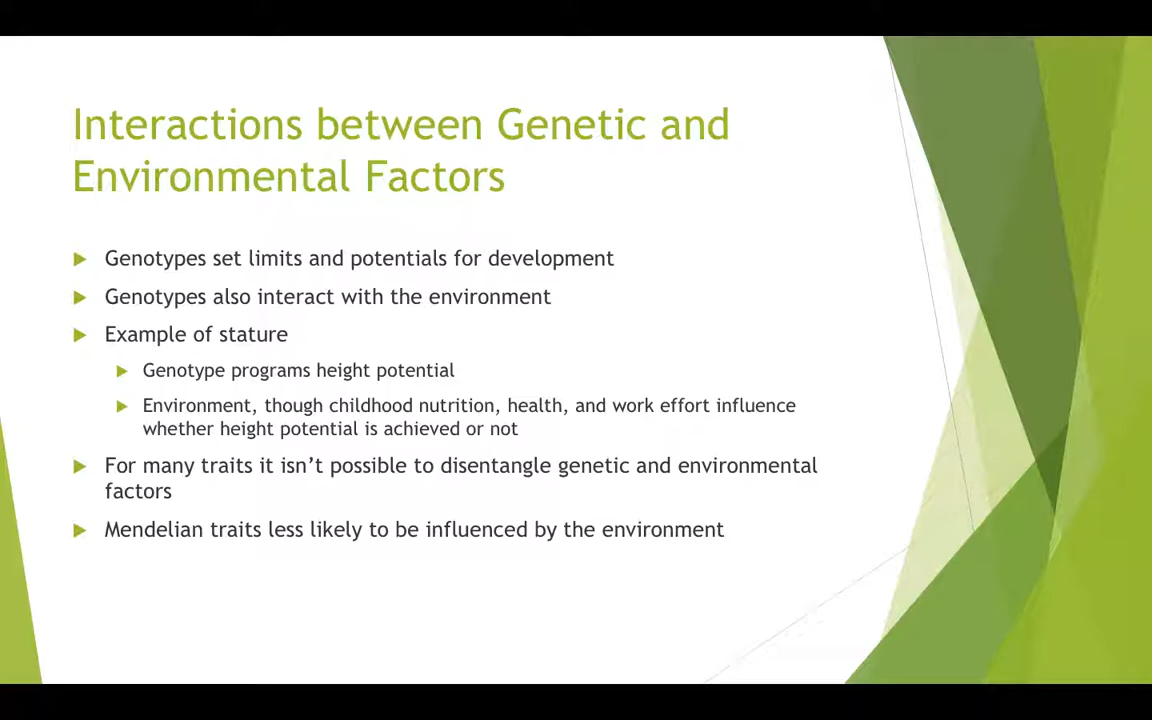 Interactions between Genetic and
Environmental Factors
Genotypes set limits and potentials for development
Genotypes also interact with the environment
Example of stature
Genotype programs height potential
Environment, though childhood nutrition, health, and work effort influence
whether height potential is achieved or not
For many traits it isn’t possible to disentangle genetic and environmental
factors
Mendelian traits less likely to be influenced by the environment